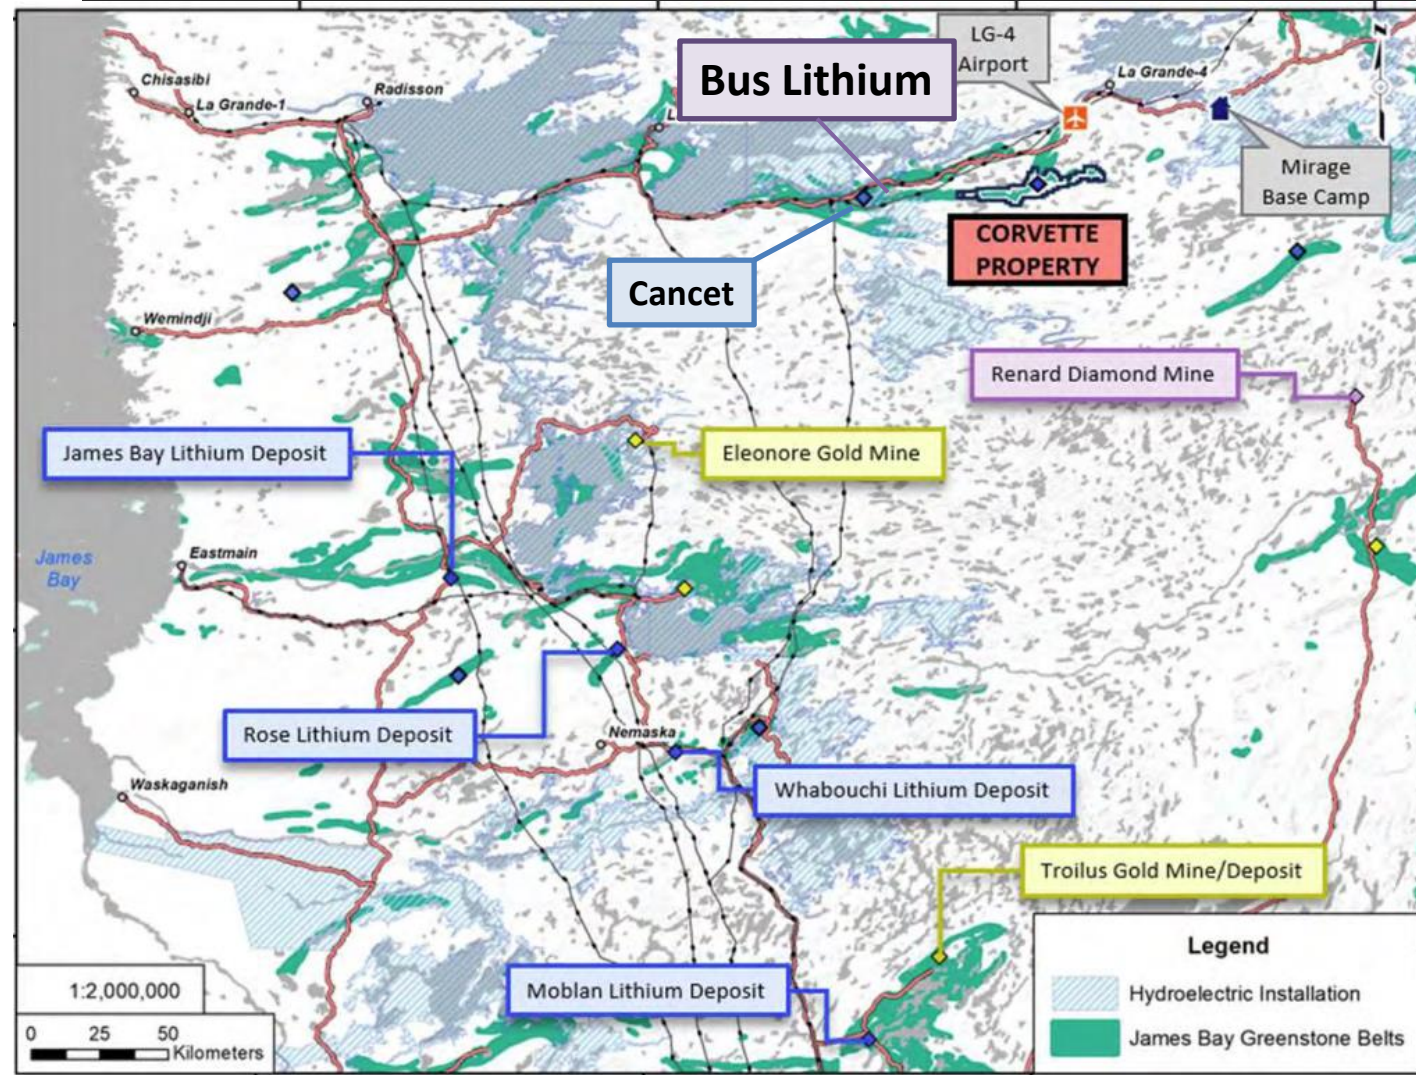 LG-4
Airport
Bus Lithium
La Grande-4
Chisasibi
La Grande-1
Radisson
L
Mirage
Base Camp
CORVETTE
PROPERTY
Cancet
Wemindji
Renard Diamond Mine
James Bay Lithium Deposit
Eleonore Gold Mine
James
Bay
Eastmain
Rose Lithium Deposit
Nemaska
Waskaganish
Whabouchi Lithium Deposit
Troilus Gold Mine/Deposit
Moblan Lithium Deposit
Legend
Hydroelectric Installation
James Bay Greenstone Belts
1:2,000,000
0 25 50
Kilometers